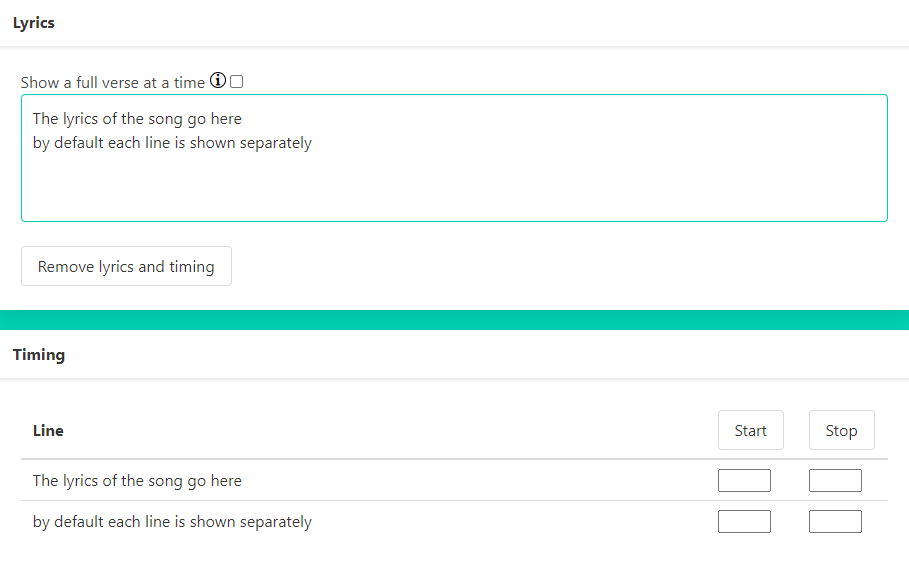 Lyrics
Show a full verse at a time
The lyrics of the song go here
by default each line is shown separately
Remove lyrics and timing
Timing
Line Start Stop
The lyrics of the song go here
by default each line is shown separately